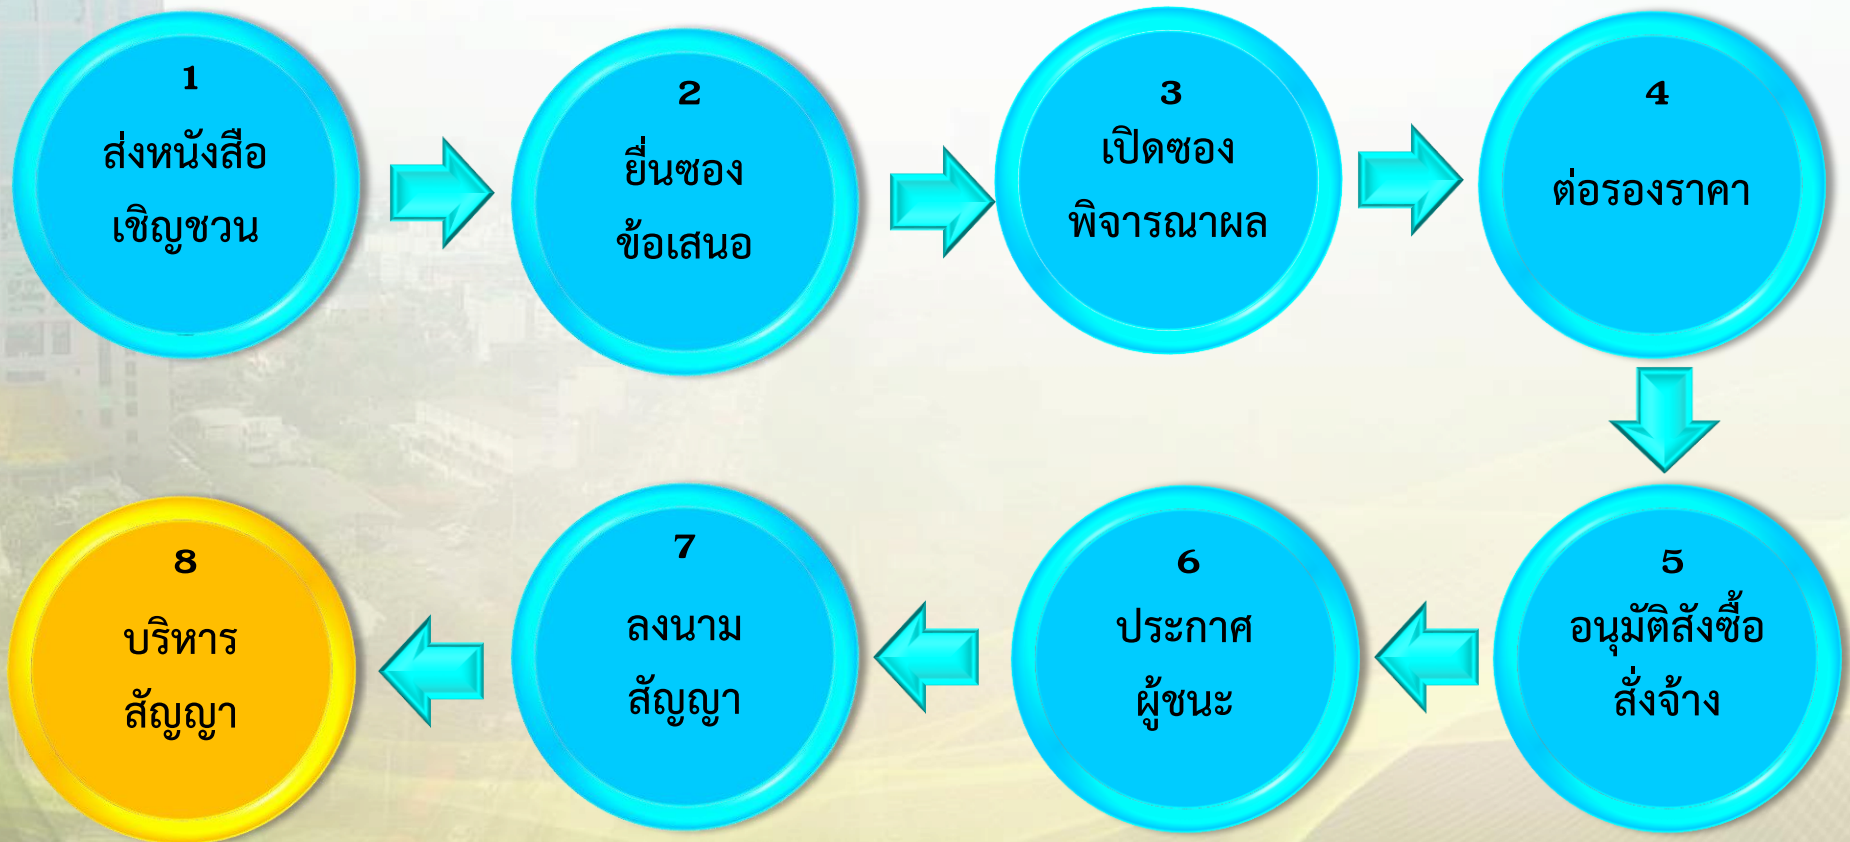 1
ส่งหนังสือ
เชิญชวน
2
ยื่นซอง
ข้อเสนอ
3
เปิดซอง
พิจารณาผล
4
ต่อรองราคา
5
อนุมัติสังซื้อ
สั่งจ้าง
6
ประกาศ
ผู้ชนะ
7
ลงนาม
สัญญา
8
บริหาร
สัญญา